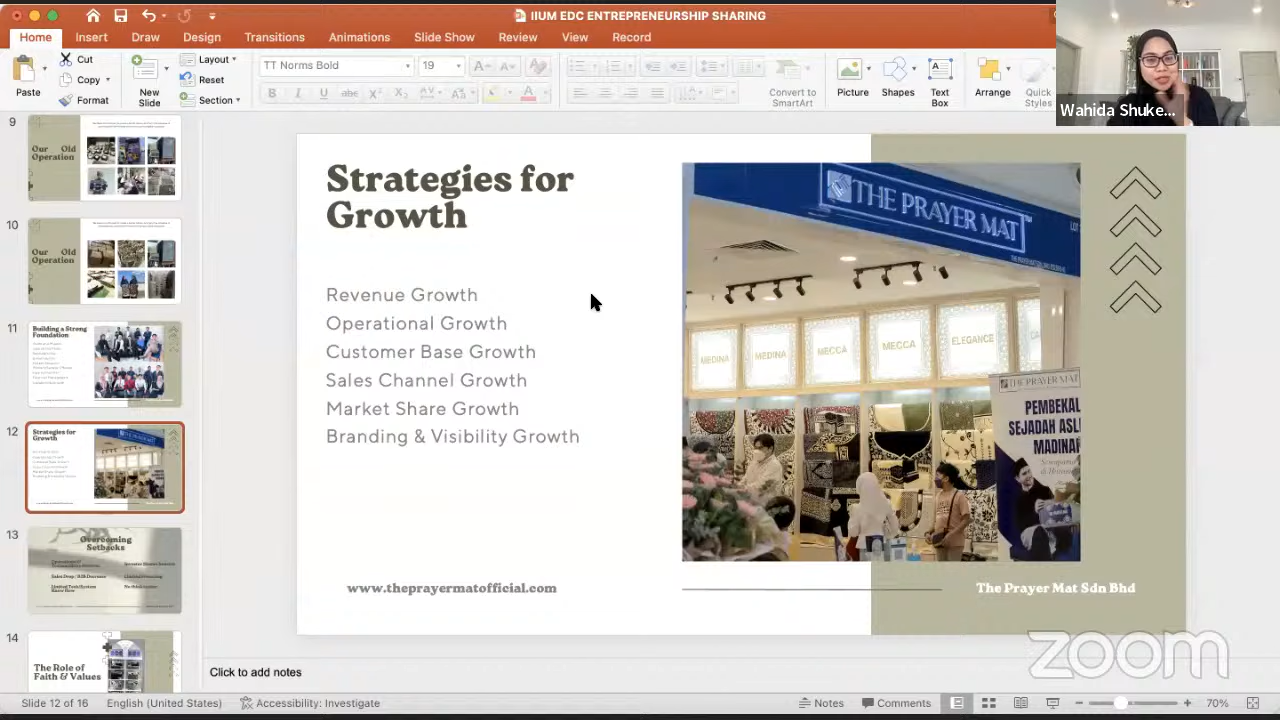 IIUM EDC ENTREPRENEURSHIP SHARING
Home Insert Draw Design Transitions Animations Slide Show Review View Record
Paste
Cut
Copy
Format
New
Slide
Layout
Reset
Section
TT Norms Bold
19
Convert to
SmartArt
Picture
Shapes
Text
Box
Arrange
Quick
Styles
Wahida Shuke...
9
Our Old
Operation
10
Our Old
Operation
11
Building a Strong
Foundation
12
Strategies for
Growth
13
Overcoming
Setbacks
14
The Role of
Faith & Values
Strategies for
Growth
Revenue Growth
Operational Growth
Customer Base Growth
Sales Channel Growth
Market Share Growth
Branding & Visibility Growth
THE PRAYER MAT
MEDINA
MEDINA
MECCA
MECCA
ELEGANCE
THE PRAYER MAT
PEMBEKAL
SEJADAH ASLI
MADINAH
www.theprayermatofficial.com
The Prayer Mat Sdn Bhd
zoom
Click to add notes
Slide 12 of 16
English (United States)
Accessibility: Investigate
Notes
Comments
70%